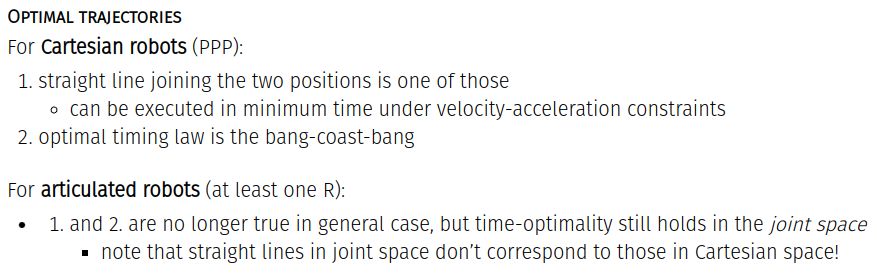 OPTIMAL TRAJECTORIES
For Cartesian robots (PPP):
1. straight line joining the two positions is one of those
◦ can be executed in minimum time under velocity-acceleration constraints
2. optimal timing law is the bang-coast-bang
For articulated robots (at least one R):
• 1. and 2. are no longer true in general case, but time-optimality still holds in the joint space
▪ note that straight lines in joint space don't correspond to those in Cartesian space!